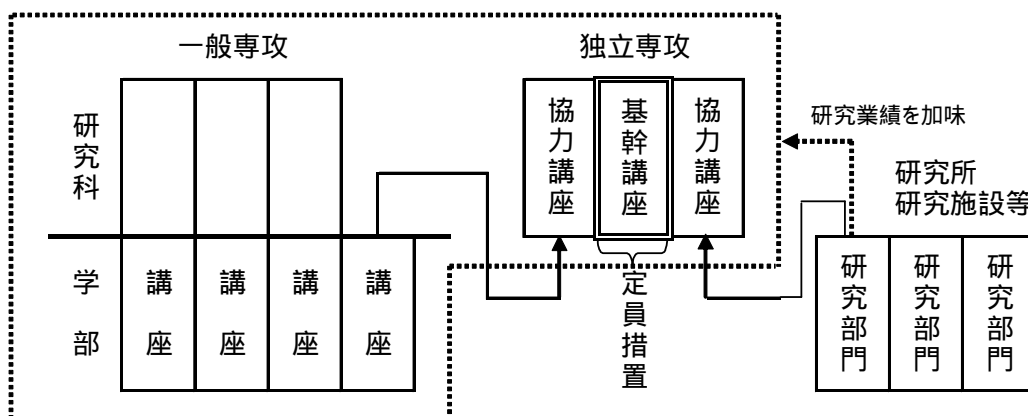 一般専攻
独立専攻
研究科
協力講座
基幹講座
協力講座
研究業績を加味
研究所
研究施設等
学部
講座
講座
講座
講座
定員措置
研究部門
研究部門
研究部門